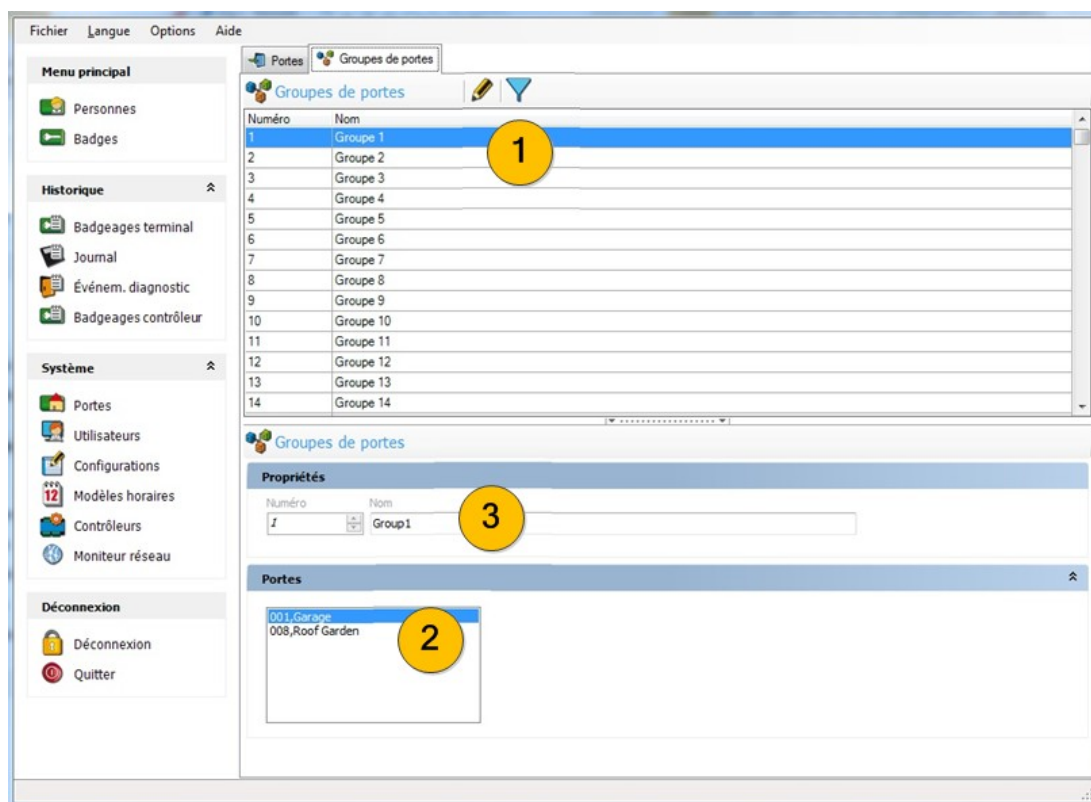 Fichier Langue Options Aide
Menu principal
Personnes
Badges
Historique
Badgeages terminal
Journal
Événem. diagnostic
Badgeages contrôleur
Système
Portes
Utilisateurs
Configurations
12 Modèles horaires
Contrôleurs
Moniteur réseau
Déconnexion
Déconnexion
Quitter
Portes Groupes de portes
Groupes de portes
Numéro Nom
1 Groupe 1
2 Groupe 2
3 Groupe 3
4 Groupe 4
5 Groupe 5
6 Groupe 6
7 Groupe 7
8 Groupe 8
9 Groupe 9
10 Groupe 10
11 Groupe 11
12 Groupe 12
13 Groupe 13
14 Groupe 14
1
Groupes de portes
Propriétés
Numéro Nom
1 Group1
3
Portes
001,Garage
008,Roof Garden
2